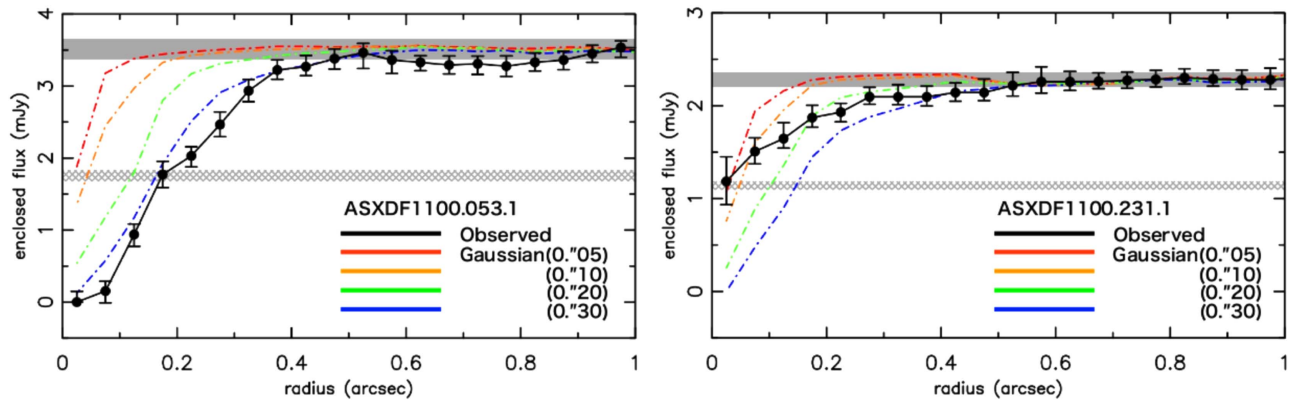 4
3
2
1
0
enclosed flux (mJy)
ASXDF1100.053.1
Observed
Gaussian(0."05)
(0."10)
(0."20)
(0."30)
0 0.2 0.4 0.6 0.8 1
radius (arcsec)
3
2
1
0
enclosed flux (mJy)
ASXDF1100.231.1
Observed
Gaussian(0."05)
(0."10)
(0."20)
(0."30)
0 0.2 0.4 0.6 0.8 1
radius (arcsec)